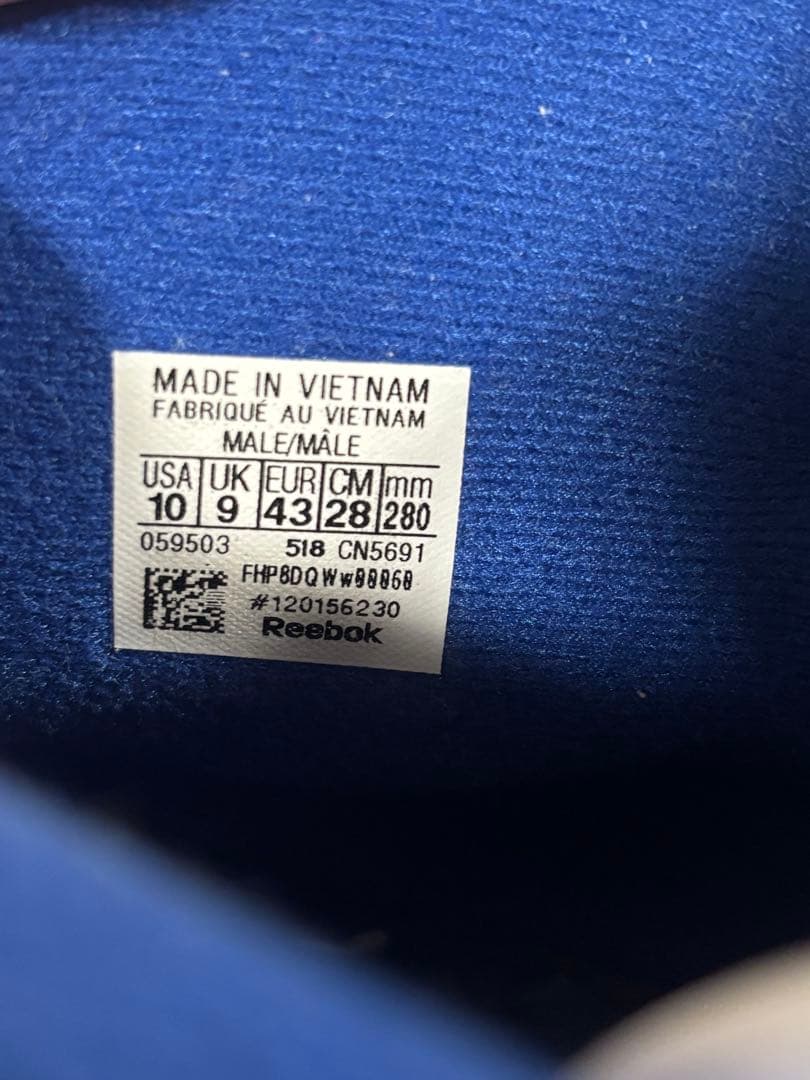 MADE IN VIETNAM
FABRIQUÉ AU VIETNAM
MALE/MÂLE
USA UK EUR CM mm
10 9 43 28 280
059503 518 CN5691
#120156230
Reebok